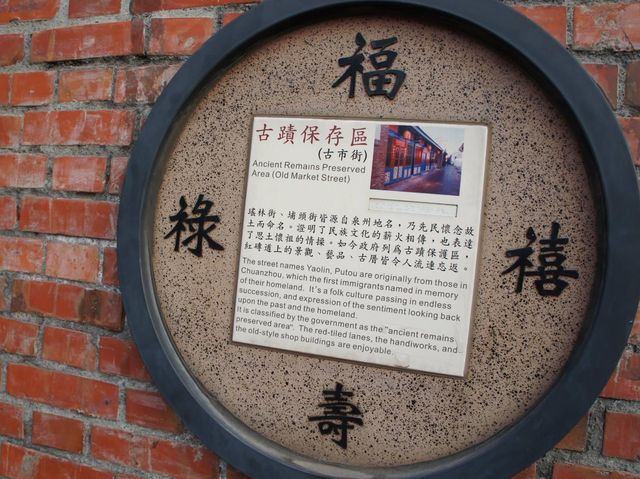 福
祿
囍
壽
古蹟保存區
(古市街)
Ancient Remains Preserved
Area (Old Market Street)
瑤林街、埔頭街皆源自泉州地名，乃先民懷念故
土而命名。證明了民族文化的薪火相傳，也表達
了思土懷祖的情操。如今政府列為古蹟保護區，
紅磚道上的景觀、藝品、古厝皆令人流連忘返。
The street names Yaolin, Putou are originally from those in
Chuanzhou, which the first immigrants named in memory
of their homeland. It's a folk culture passing in endless
succession, and expression of the sentiment looking back
upon the past and the homeland.
It is classified by the government as the "ancient remains
preserved area". The red-tiled lanes, the handiworks, and
the old-style shop buildings are enjoyable.